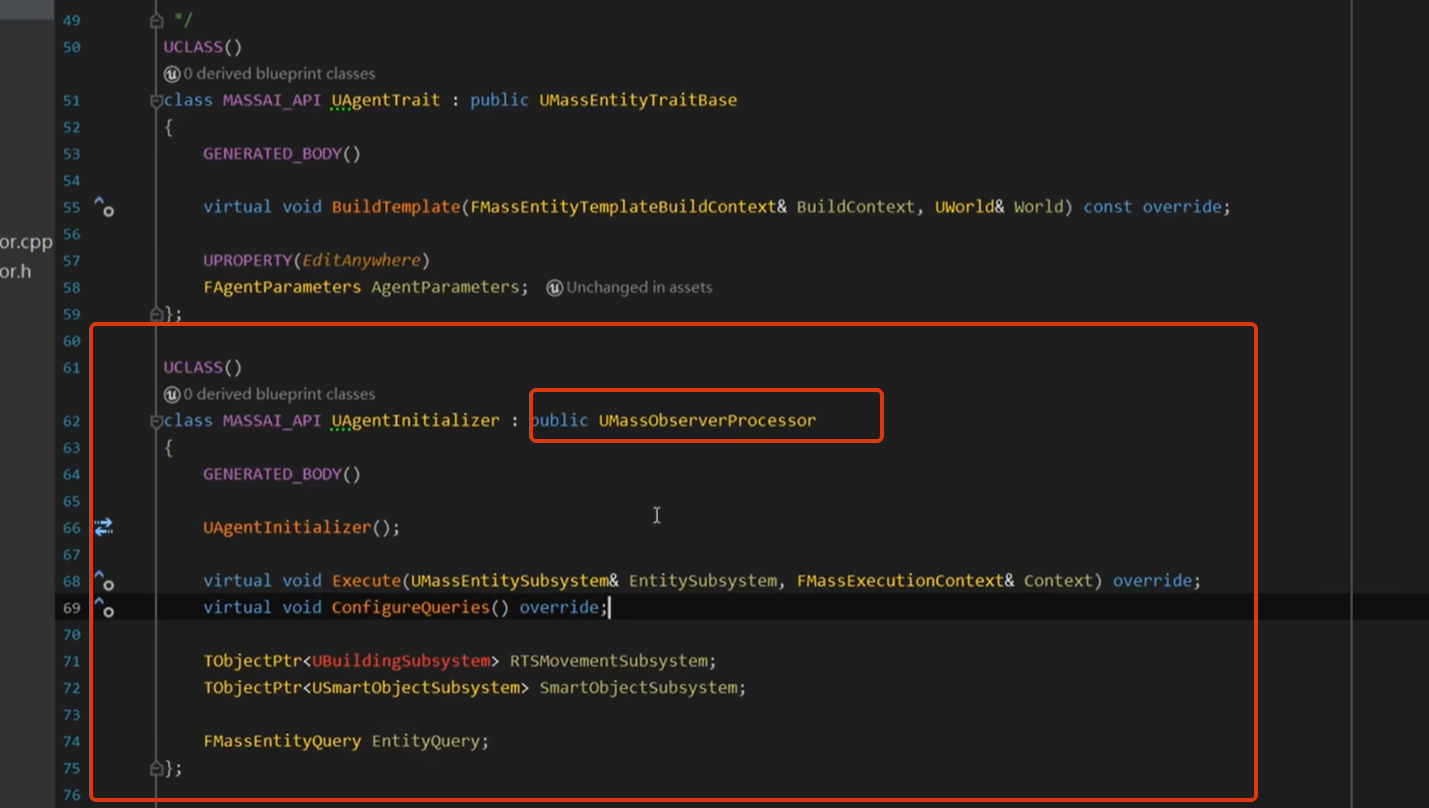 49 */
50 UCLASS()
0 derived blueprint classes
51 class MASSAI_API UAgentTrait : public UMassEntityTraitBase
52 {
53 GENERATED_BODY()
54
55 virtual void BuildTemplate(FMassEntityTemplateBuildContext& BuildContext, UWorld& World) const override;
56
or.cpp
57 UPROPERTY(EditAnywhere)
or.h
58 FAgentParameters AgentParameters; Unchanged in assets
59 };
60
61 UCLASS()
0 derived blueprint classes
62 class MASSAI_API UAgentInitializer : public UMassObserverProcessor
63 {
64 GENERATED_BODY()
65
66 UAgentInitializer();
67
68 virtual void Execute(UMassEntitySubsystem& EntitySubsystem, FMassExecutionContext& Context) override;
69 virtual void ConfigureQueries() override;
70
71 TObjectPtr<UBuildingSubsystem> RTSMovementSubsystem;
72 TObjectPtr<USmartObjectSubsystem> SmartObjectSubsystem;
73
74 FMassEntityQuery EntityQuery;
75 };
76